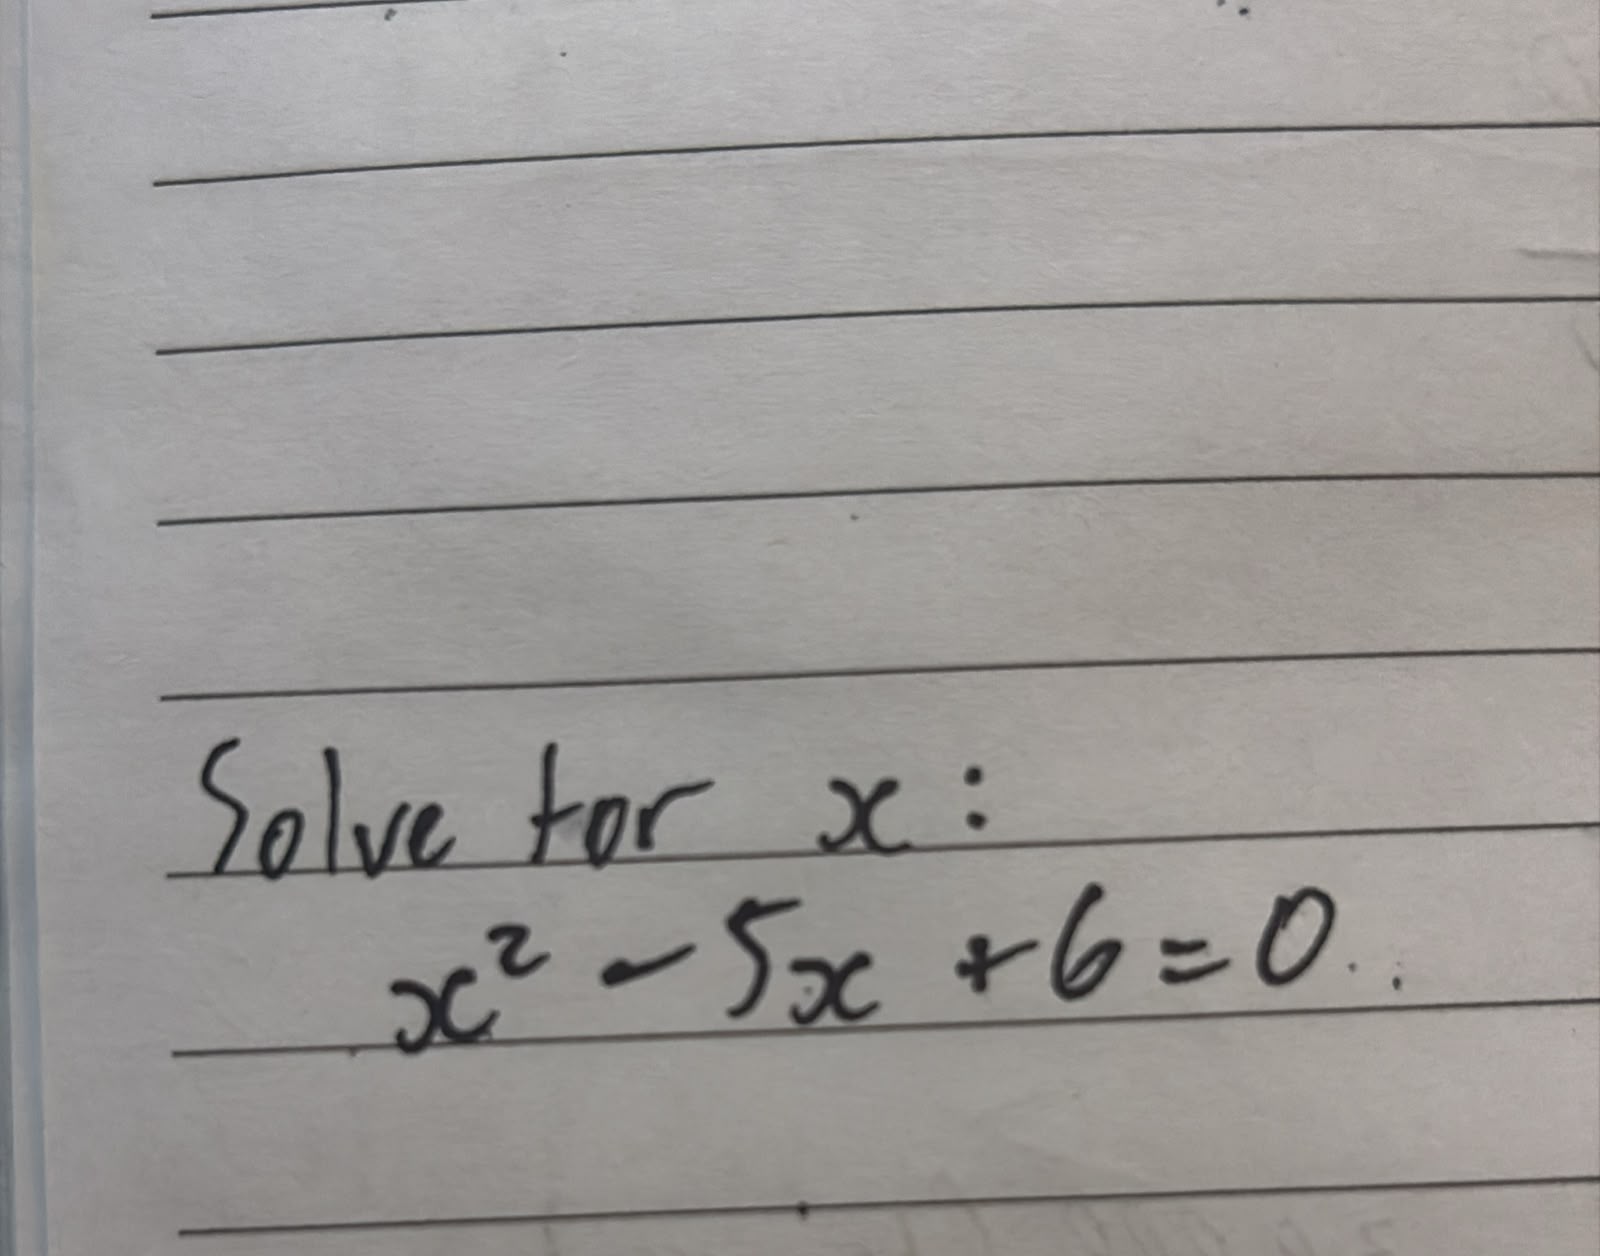 Solve for x:
x² - 5x + 6 = 0.